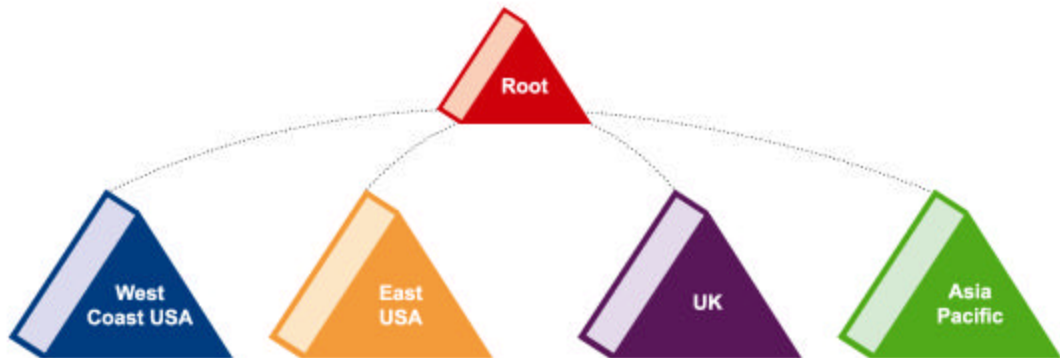 Root
West
Coast USA
East
USA
UK
Asia
Pacific